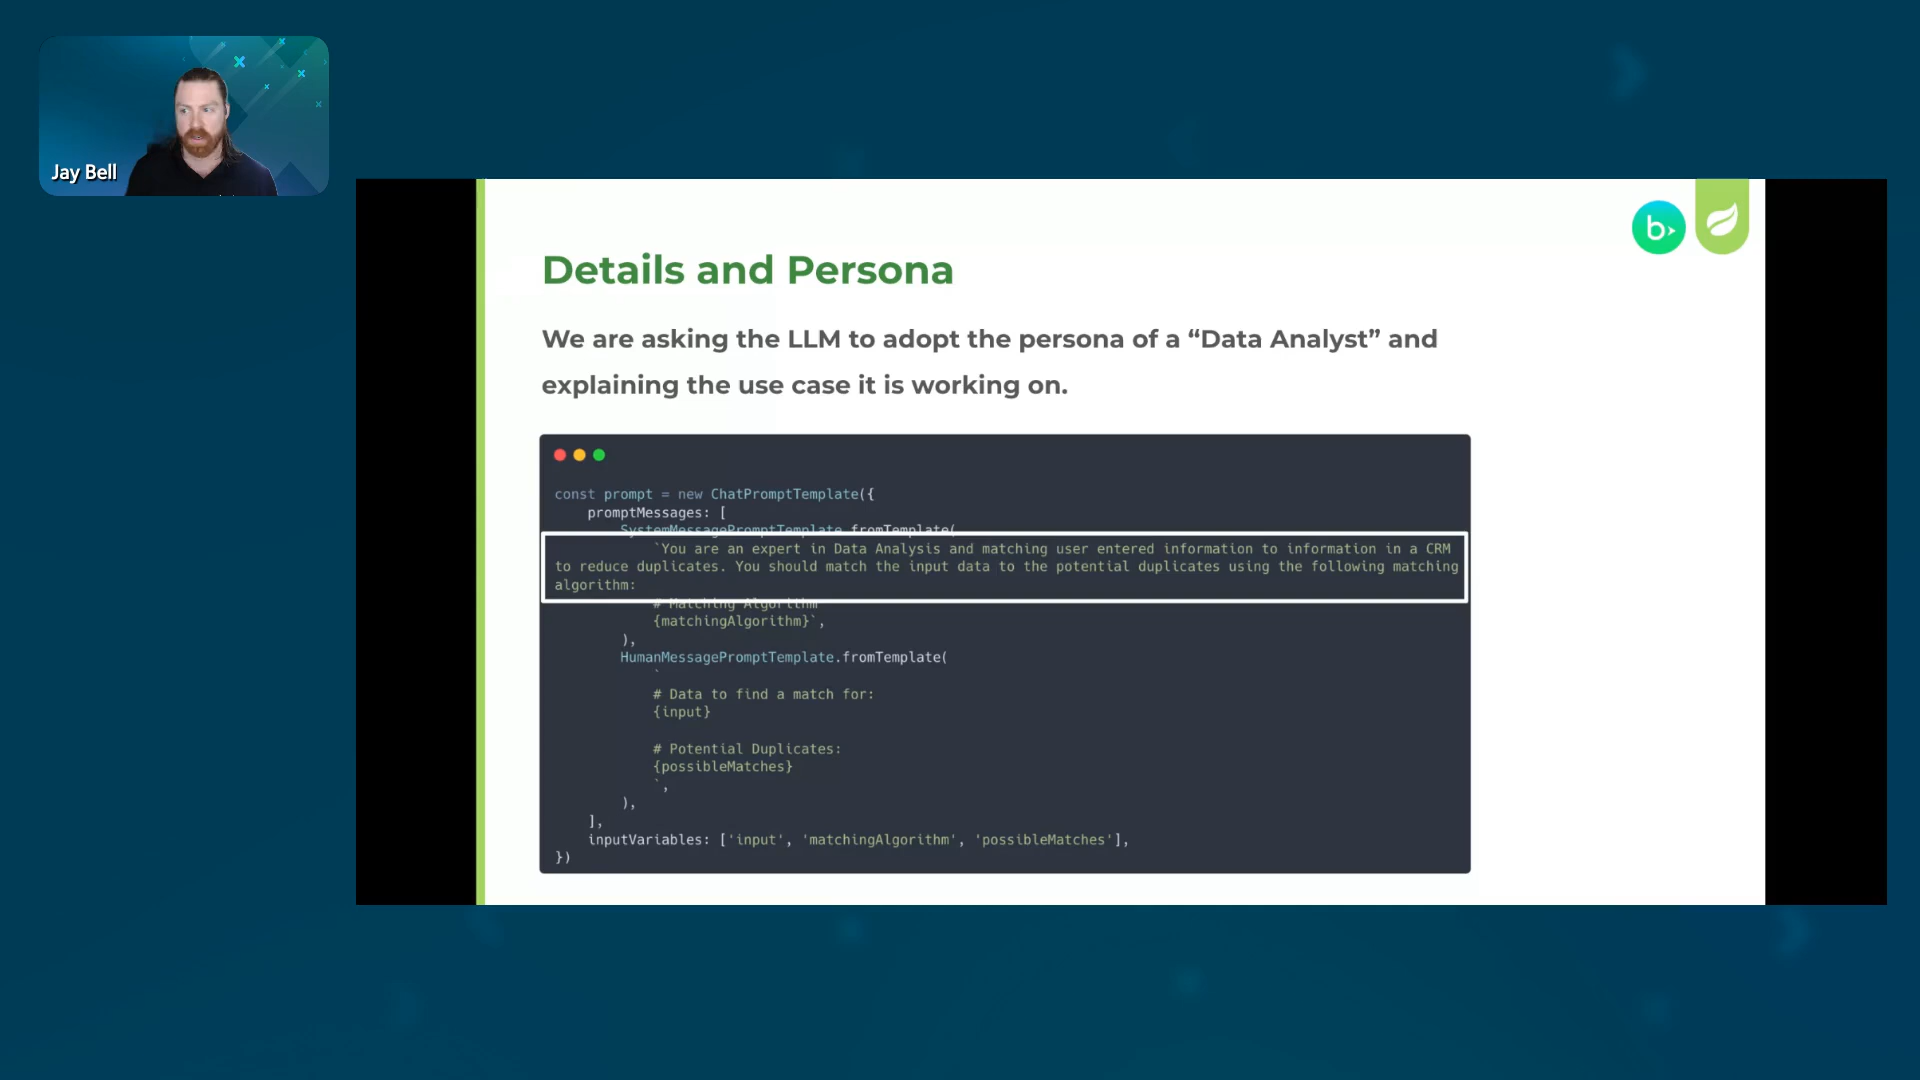 Jay Bell
b
Details and Persona
We are asking the LLM to adopt the persona of a “Data Analyst” and
explaining the use case it is working on.
const prompt = new ChatPromptTemplate({
promptMessages: [
SystemMessagePromptTemplate.fromTemplate(
`You are an expert in Data Analysis and matching user entered information to information in a CRM
to reduce duplicates. You should match the input data to the potential duplicates using the following matching
algorithm:
# Matching Algorithm
{matchingAlgorithm}`,
),
HumanMessagePromptTemplate.fromTemplate(
`
# Data to find a match for:
{input}
# Potential Duplicates:
{possibleMatches}
`,
),
],
inputVariables: ['input', 'matchingAlgorithm', 'possibleMatches'],
})